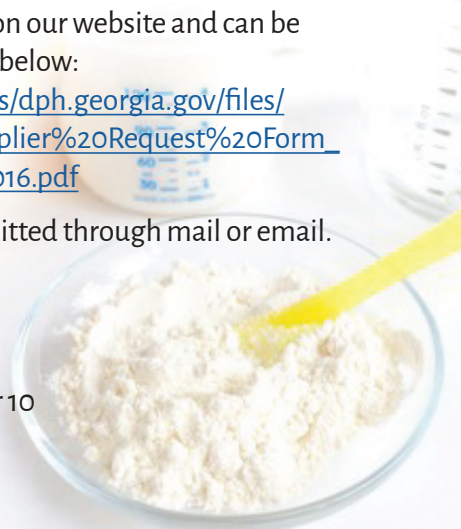 on our website and can be
below:
s/dph.georgia.gov/files/
plier%20Request%20Form_
016.pdf
itted through mail or email.
10